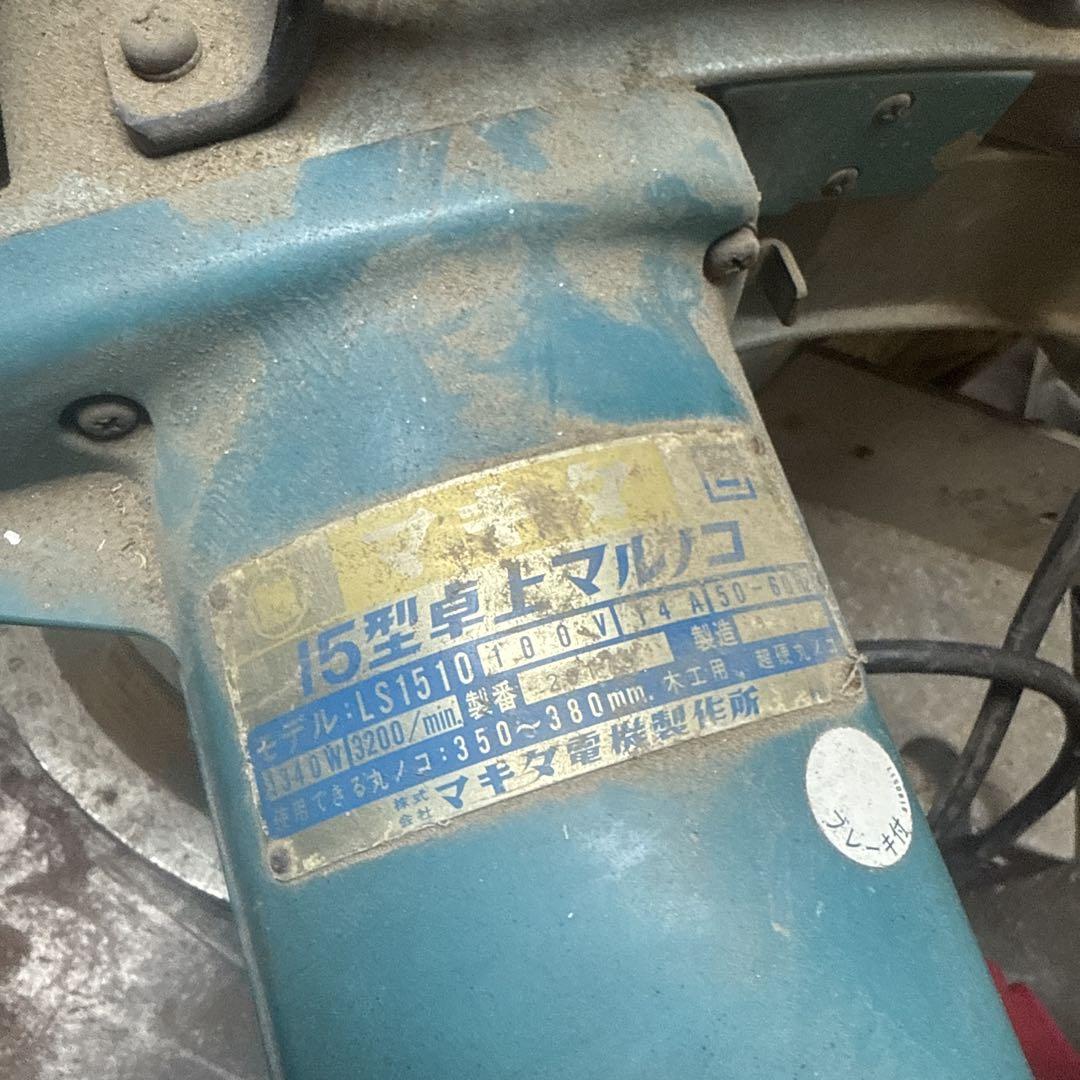 マキタ
15型卓上マルノコ
モデル:LS1510 100V 14A 50-60Hz
1340W 3200/min. 製番 製造
使用できる丸ノコ:350〜380mm. 木工用、超硬丸ノコ
株式会社 マキタ電機製作所
ブレーキ付